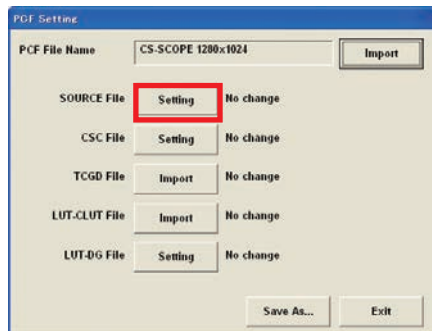 PCF Setting
PCF File Name CS-SCOPE 1280x1024 Import
SOURCE File Setting No change
CSC File Setting No change
TCGD File Import No change
LUT-CLUT File Import No change
LUT-DG File Setting No change
Save As... Exit